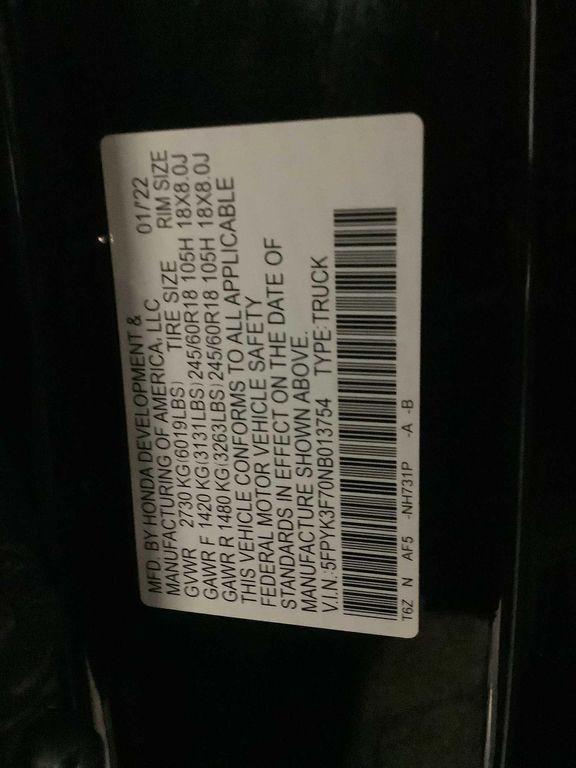 MFD. BY HONDA DEVELOPMENT &
MANUFACTURING OF AMERICA, LLC 01/'22
TIRE SIZE RIM SIZE
GVWR 2730 KG(6019LBS)
GAWR F 1420 KG(3131LBS) 245/60R18 105H 18X8.0J
GAWR R 1480 KG(3263LBS) 245/60R18 105H 18X8.0J
THIS VEHICLE CONFORMS TO ALL APPLICABLE
FEDERAL MOTOR VEHICLE SAFETY
STANDARDS IN EFFECT ON THE DATE OF
MANUFACTURE SHOWN ABOVE.
V.I.N.:5FPYK3F70NB013754 TYPE:TRUCK
T6Z N AF5 -NH731P -A -B